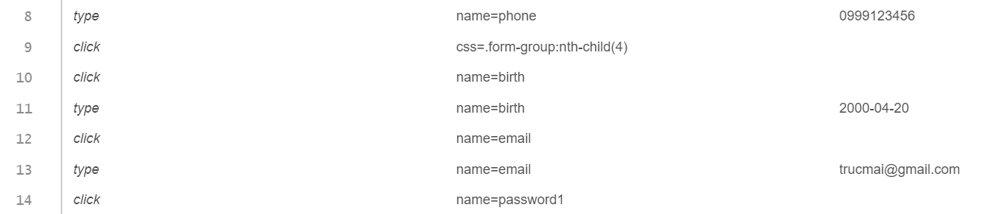 8 type name=phone 0999123456
9 click css=.form-group:nth-child(4)
10 click name=birth
11 type name=birth 2000-04-20
12 click name=email
13 type name=email trucmai@gmail.com
14 click name=password1